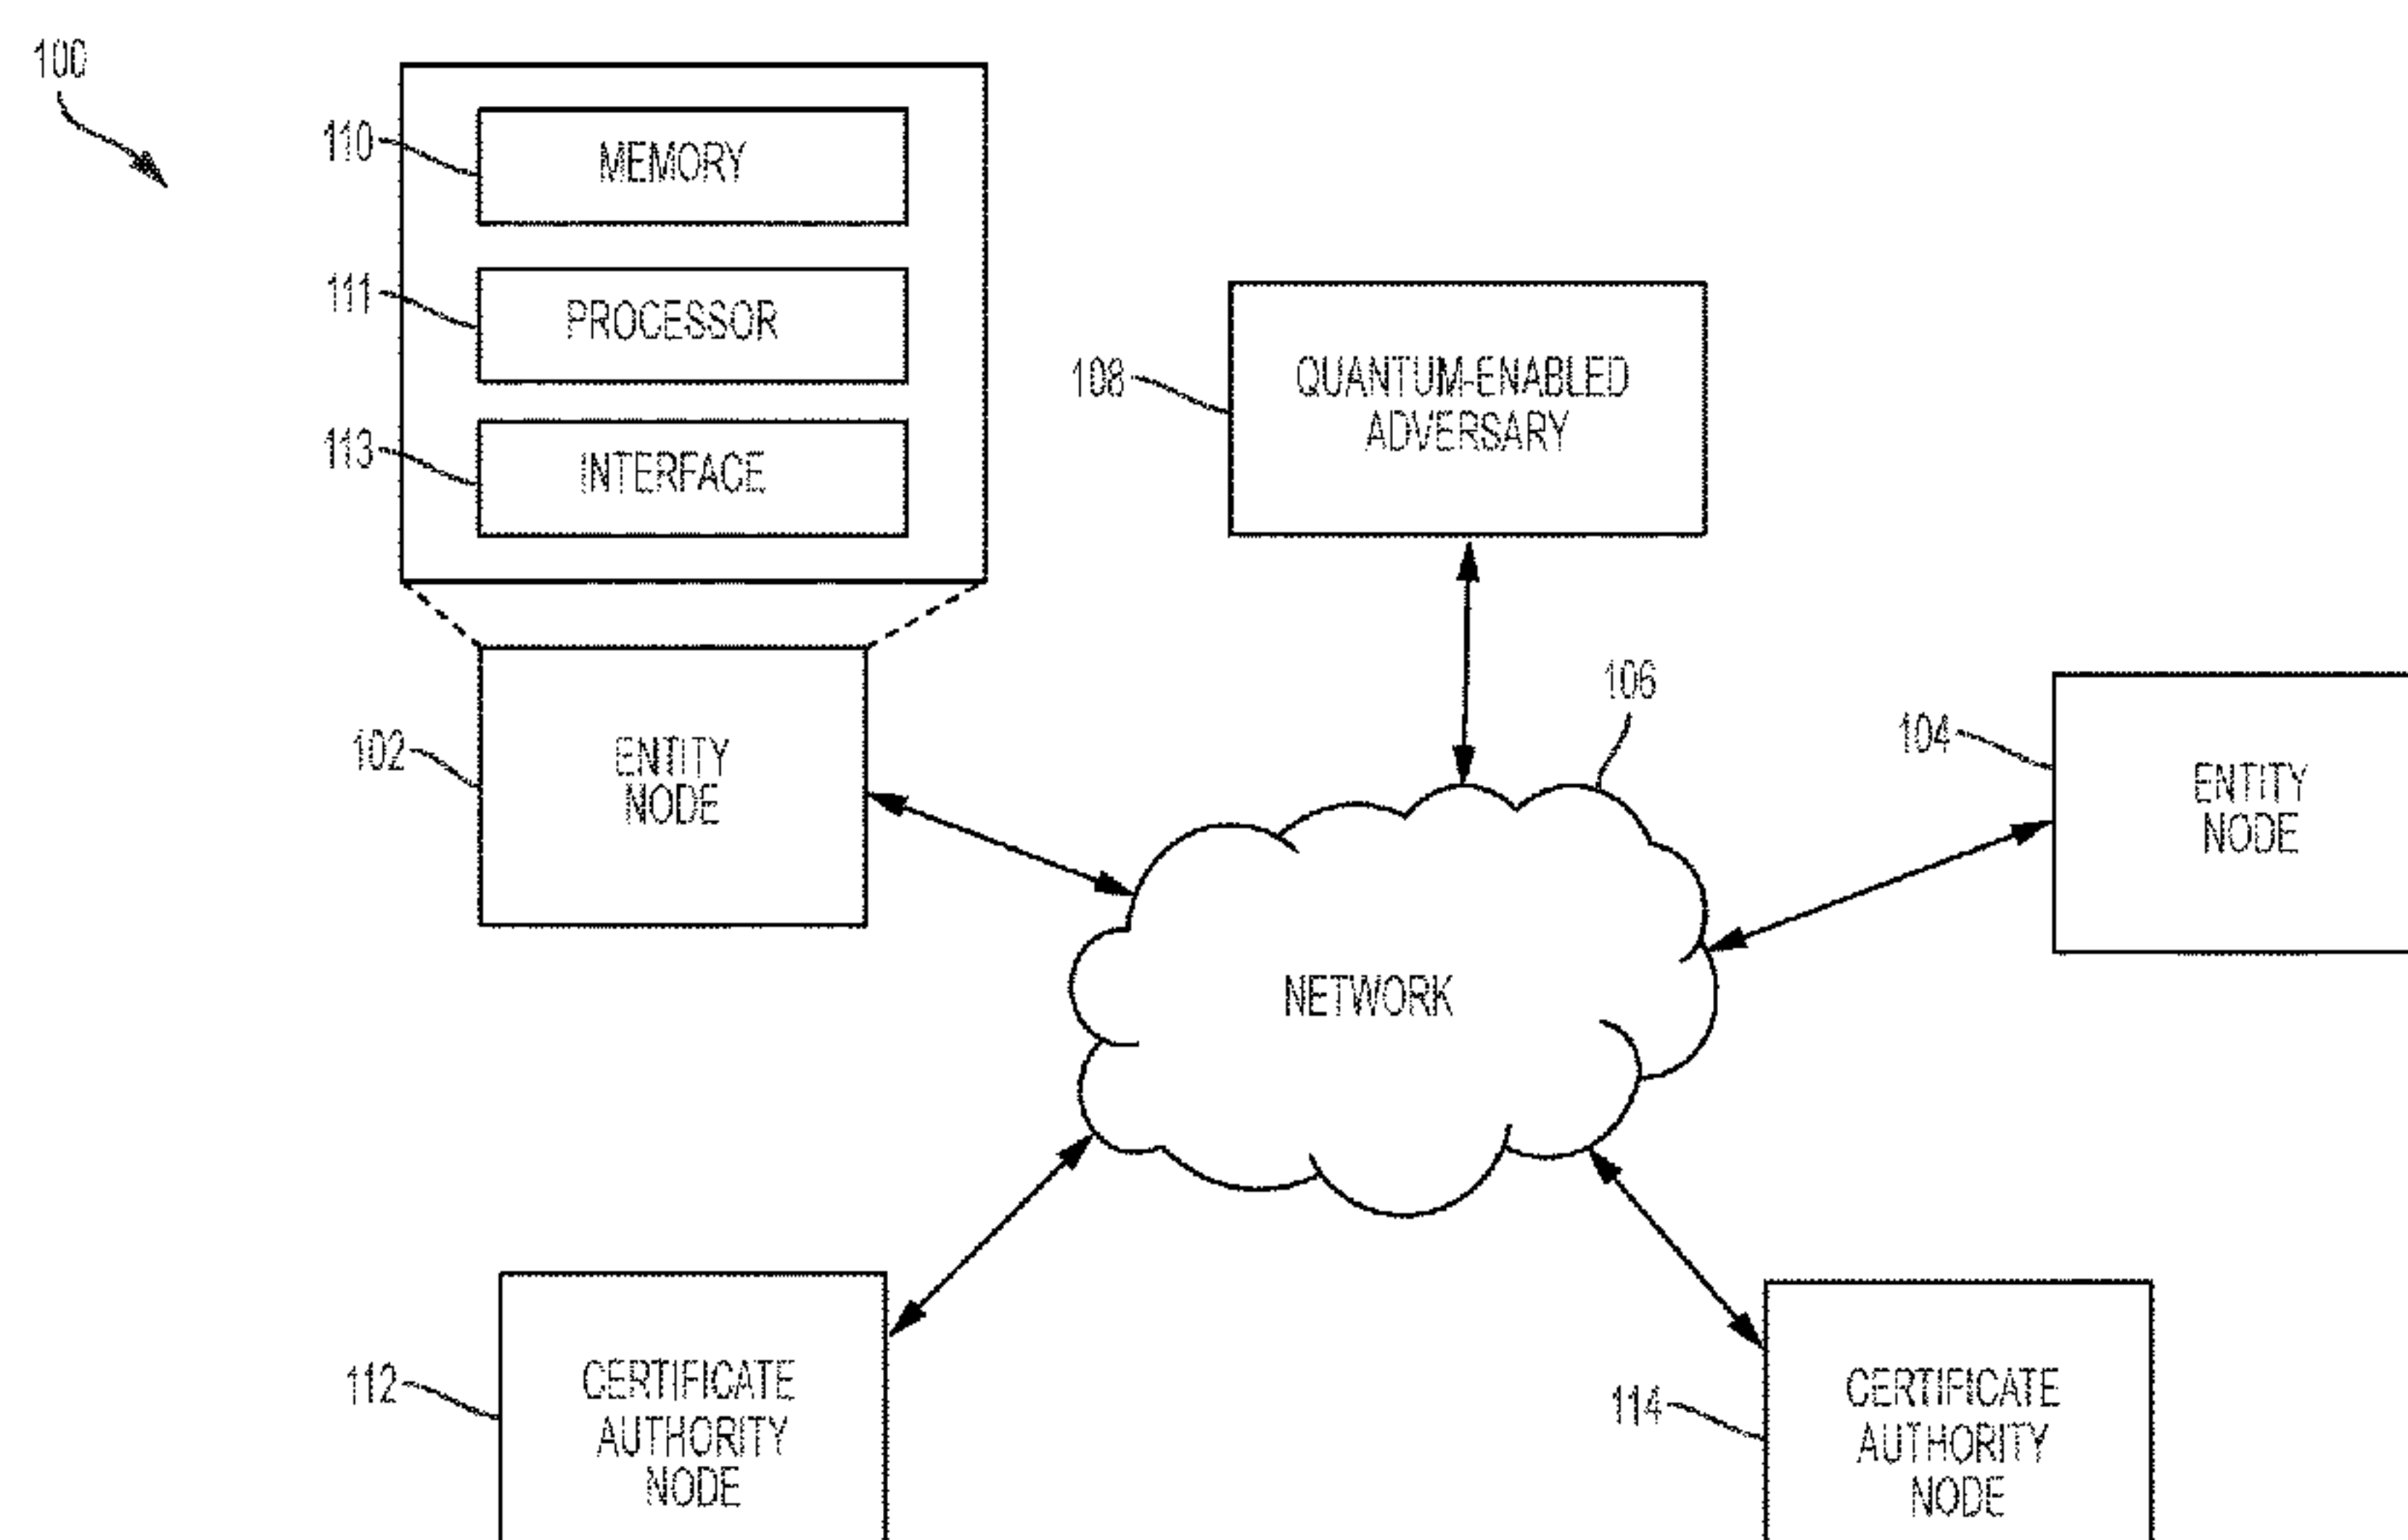 100
110
MEMORY
111
PROCESSOR
113
INTERFACE
108
QUANTUM-ENABLED
ADVERSARY
102
ENTITY
NODE
106
104
ENTITY
NODE
NETWORK
112
CERTIFICATE
AUTHORITY
NODE
114
CERTIFICATE
AUTHORITY
NODE